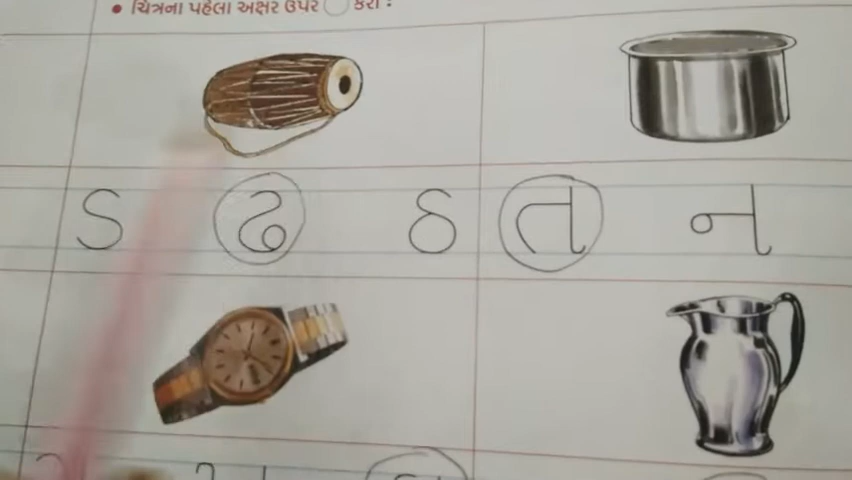 • ચિત્રના પહેલા અક્ષર ઉપર ◯ કરો :
ડ ઢ ઠ ત ન